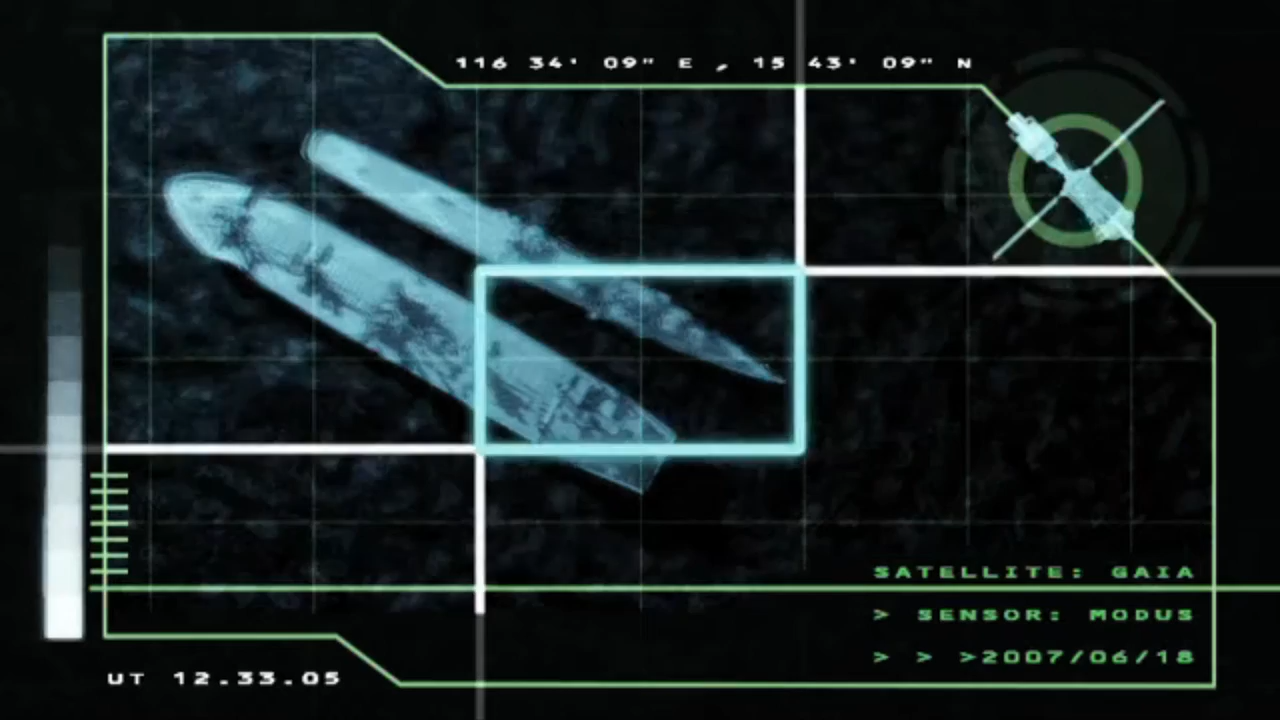 116 34' 09" E , 15 43' 09" N
SATELLITE: GAIA
> SENSOR: MODUS
> > >2007/06/18
UT 12.33.05